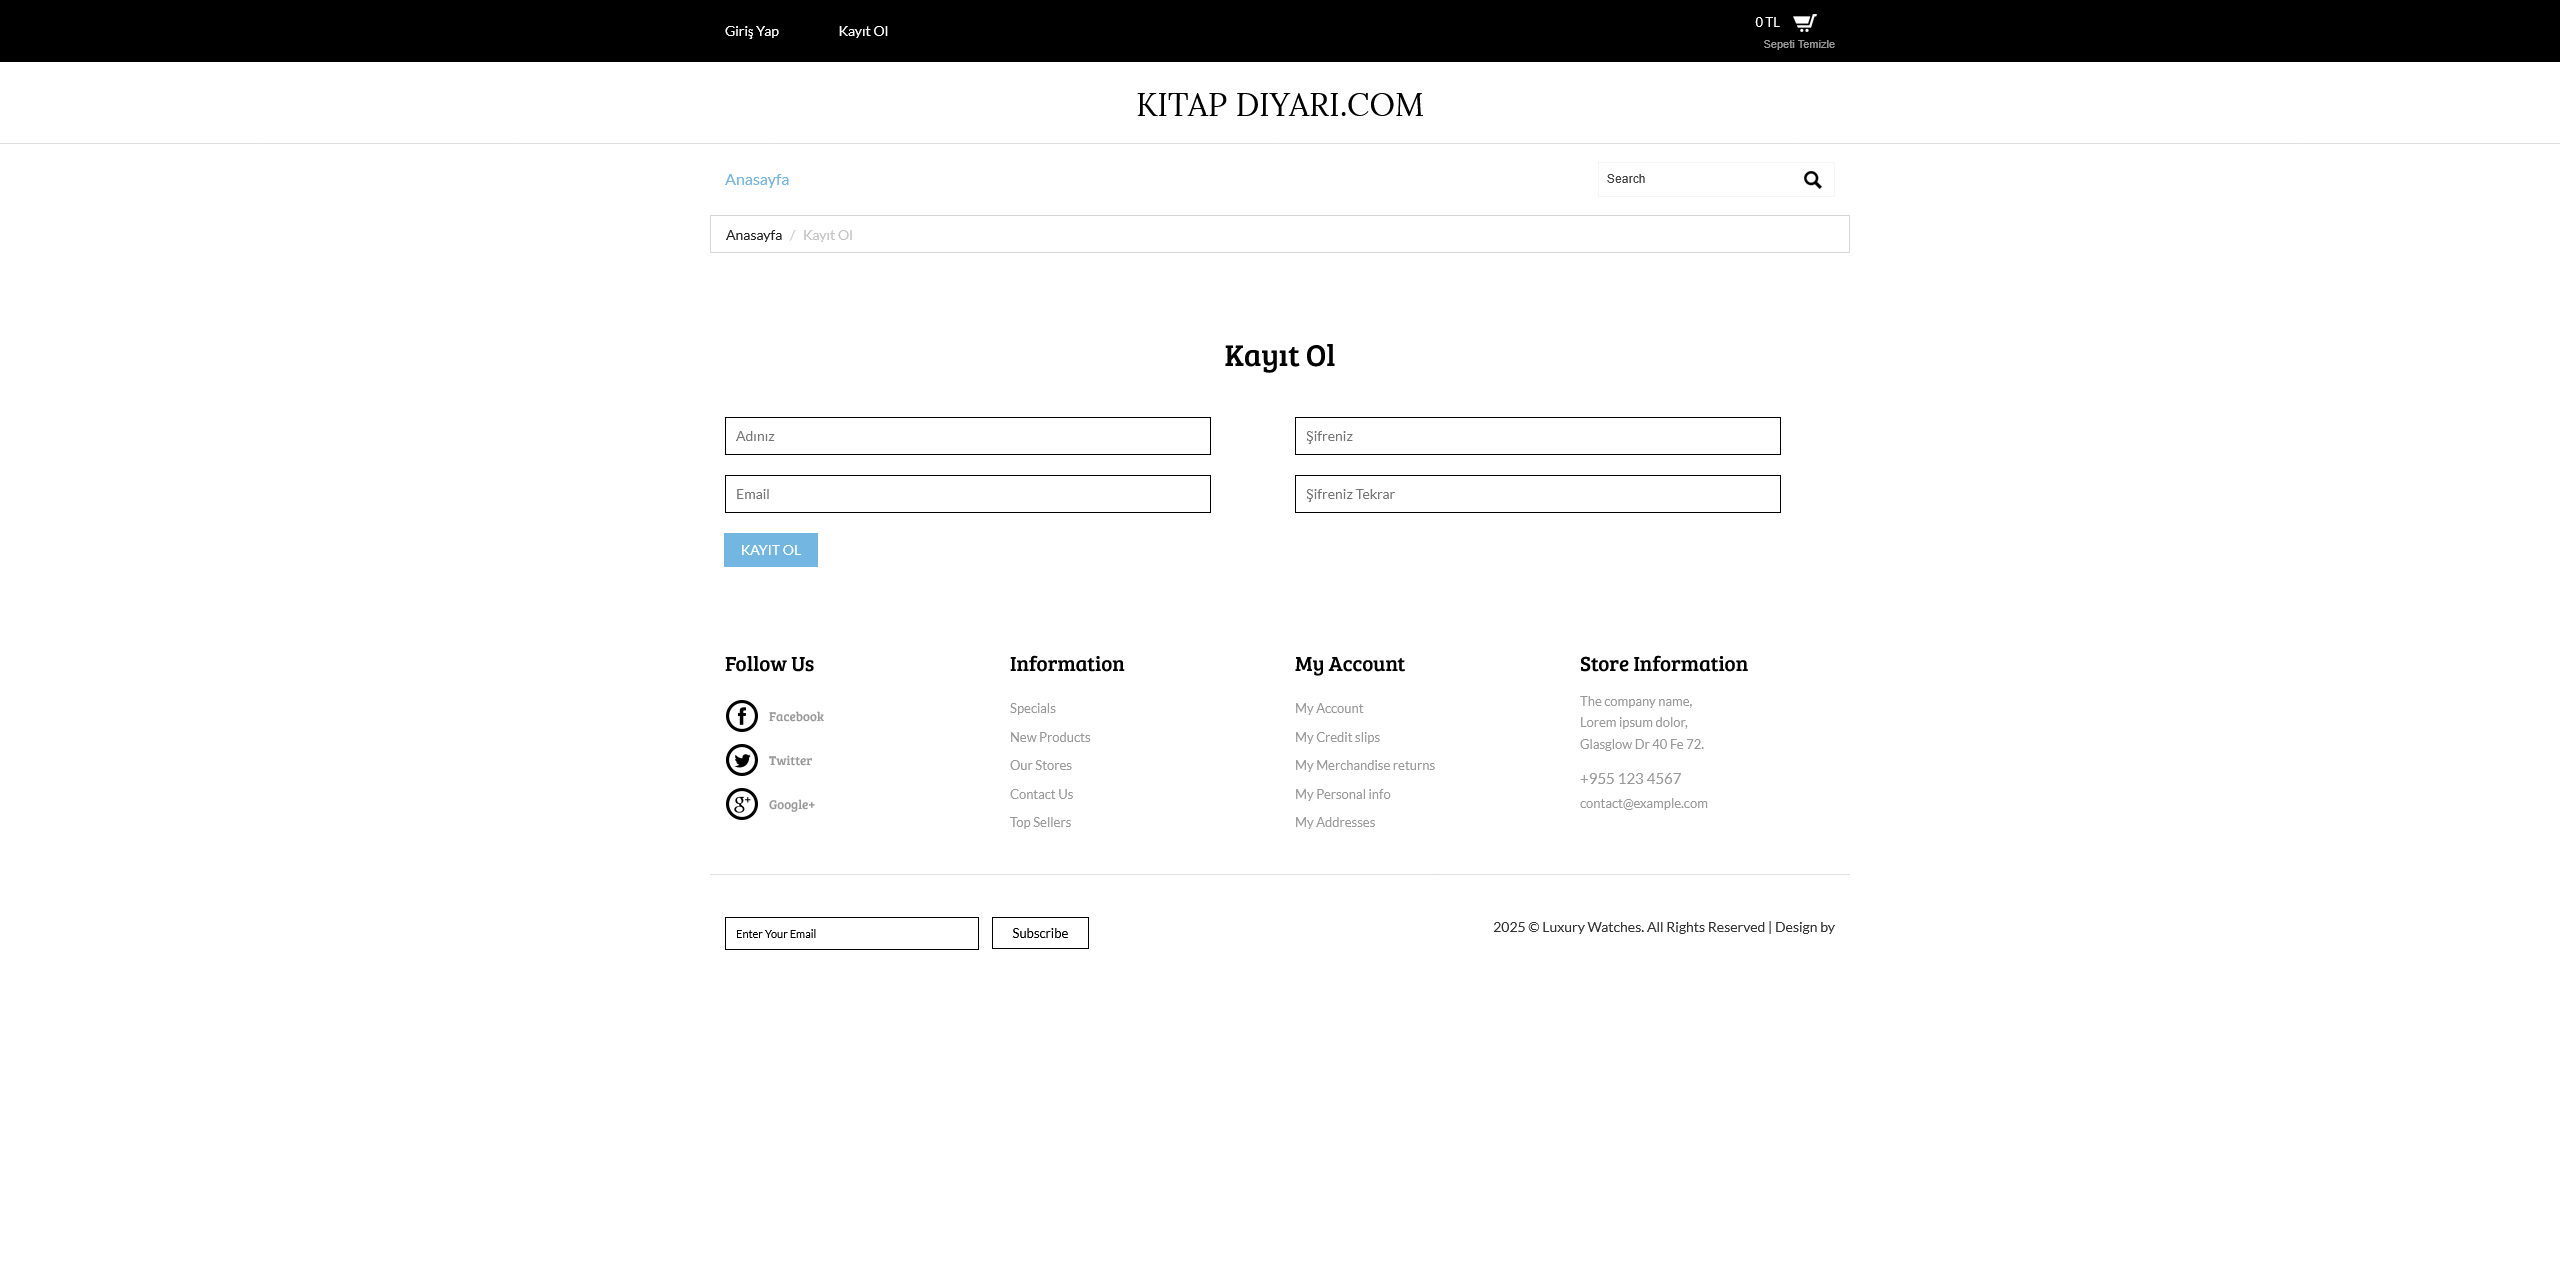 Giriş Yap
Kayıt Ol
0 TL
Sepeti Temizle
KITAP DIYARI.COM
Anasayfa
Search
Anasayfa / Kayıt Ol
Kayıt Ol
Adınız
Şifreniz
Email
Şifreniz Tekrar
KAYIT OL
Follow Us
Facebook
Twitter
Google+
Information
Specials
New Products
Our Stores
Contact Us
Top Sellers
My Account
My Account
My Credit slips
My Merchandise returns
My Personal info
My Addresses
Store Information
The company name,
Lorem ipsum dolor,
Glasglow Dr 40 Fe 72.
+955 123 4567
contact@example.com
Enter Your Email
Subscribe
2025 © Luxury Watches. All Rights Reserved | Design by